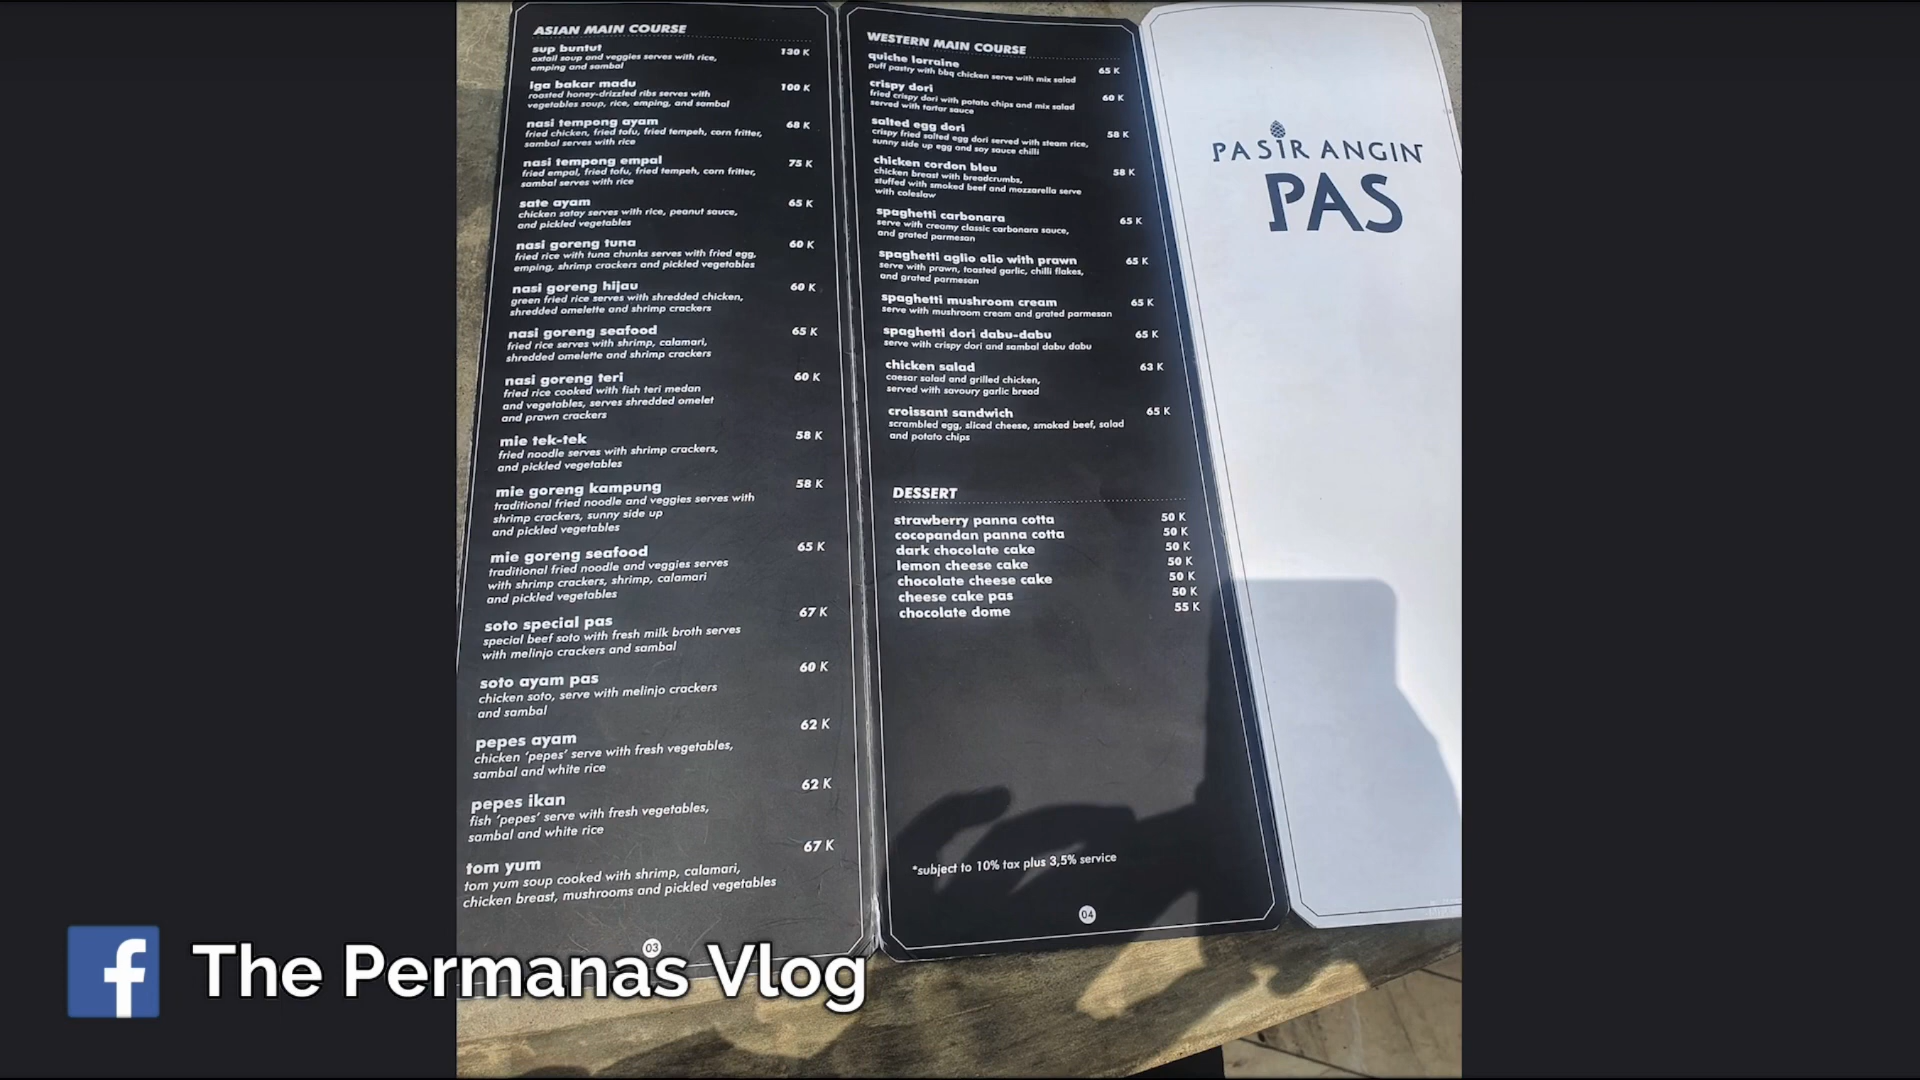 ASIAN MAIN COURSE
sup buntut 130 K
oxtail soup and veggies serves with rice,
emping and sambal
iga bakar madu 100 K
roasted honey-drizzled ribs serves with
vegetables soup, rice, emping, and sambal
nasi tempong ayam 68 K
fried chicken, fried tofu, fried tempeh, corn fritter,
sambal serves with rice
nasi tempong empal 75 K
fried empal, fried tofu, fried tempeh, corn fritter,
sambal serves with rice
sate ayam 65 K
chicken satay serves with rice, peanut sauce,
and pickled vegetables
nasi goreng tuna 60 K
fried rice with tuna chunks serves with fried egg,
emping, shrimp crackers and pickled vegetables
nasi goreng hijau 60 K
green fried rice serves with shredded chicken,
shredded omelette and shrimp crackers
nasi goreng seafood 65 K
fried rice serves with shrimp, calamari,
shredded omelette and shrimp crackers
nasi goreng teri 60 K
fried rice cooked with fish teri medan
and vegetables, serves shredded omelet
and prawn crackers
mie tek-tek 58 K
fried noodle serves with shrimp crackers,
and pickled vegetables
mie goreng kampung 58 K
traditional fried noodle and veggies serves with
shrimp crackers, sunny side up
and pickled vegetables
mie goreng seafood 65 K
traditional fried noodle and veggies serves
with shrimp crackers, shrimp, calamari
and pickled vegetables
soto special pas 67 K
special beef soto with fresh milk broth serves
with melinjo crackers and sambal
soto ayam pas 60 K
chicken soto, serve with melinjo crackers
and sambal
pepes ayam 62 K
chicken 'pepes' serve with fresh vegetables,
sambal and white rice
pepes ikan 62 K
fish 'pepes' serve with fresh vegetables,
sambal and white rice
tom yum 67 K
tom yum soup cooked with shrimp, calamari,
chicken breast, mushrooms and pickled vegetables
03
WESTERN MAIN COURSE
quiche lorraine 65 K
puff pastry with bbq chicken serve with mix salad
crispy dori 60 K
fried crispy dori with potato chips and mix salad
served with tartar sauce
salted egg dori 58 K
crispy fried salted egg dori served with steam rice,
sunny side up egg and soy sauce chilli
chicken cordon bleu 58 K
chicken breast with breadcrumbs,
stuffed with smoked beef and mozzarella serve
with coleslaw
spaghetti carbonara 65 K
serve with creamy classic carbonara sauce,
and grated parmesan
spaghetti aglio olio with prawn 65 K
serve with prawn, toasted garlic, chilli flakes,
and grated parmesan
spaghetti mushroom cream 65 K
serve with mushroom cream and grated parmesan
spaghetti dori dabu-dabu 65 K
serve with crispy dori and sambal dabu dabu
chicken salad 63 K
caesar salad and grilled chicken,
served with savoury garlic bread
croissant sandwich 65 K
scrambled egg, sliced cheese, smoked beef, salad
and potato chips
DESSERT
strawberry panna cotta 50 K
cocopandan panna cotta 50 K
dark chocolate cake 50 K
lemon cheese cake 50 K
chocolate cheese cake 50 K
cheese cake pas 50 K
chocolate dome 55 K
*subject to 10% tax plus 3,5% service
04
PASIR ANGIN
PAS
f The Permanas Vlog